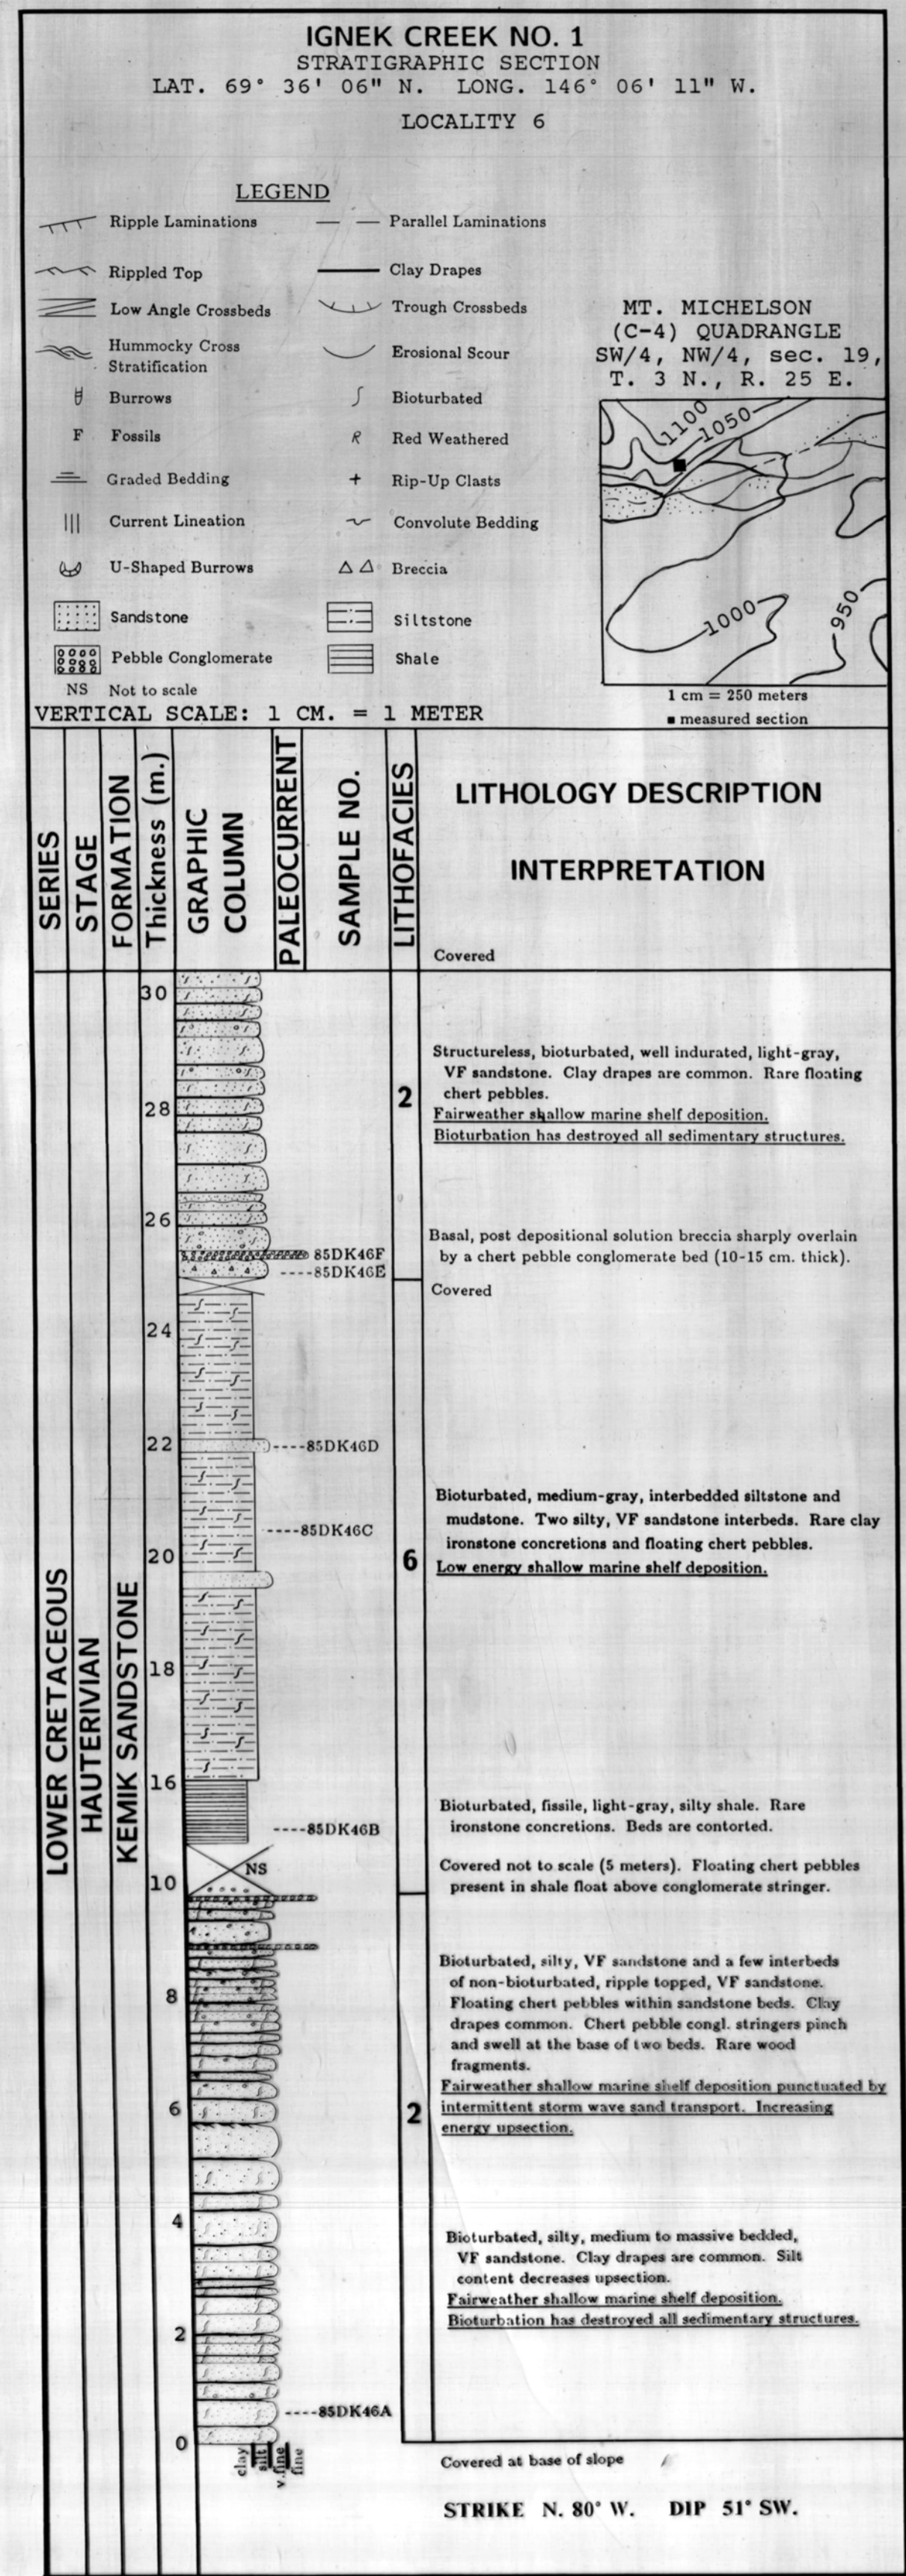 IGNEK CREEK NO. 1
STRATIGRAPHIC SECTION
LAT. 69° 36' 06" N. LONG. 146° 06' 11" W.
LOCALITY 6
LEGEND
Ripple Laminations
Parallel Laminations
Rippled Top
Clay Drapes
Low Angle Crossbeds
Trough Crossbeds
Hummocky Cross
Stratification
Erosional Scour
Burrows
Bioturbated
F Fossils
R Red Weathered
Graded Bedding
Rip-Up Clasts
Current Lineation
Convolute Bedding
U-Shaped Burrows
Breccia
Sandstone
Siltstone
Pebble Conglomerate
Shale
NS Not to scale
VERTICAL SCALE: 1 CM. = 1 METER
MT. MICHELSON
(C-4) QUADRANGLE
SW/4, NW/4, sec. 19,
T. 3 N., R. 25 E.
1100
1050
1000
950
1 cm = 250 meters
■ measured section
SERIES
STAGE
FORMATION
Thickness (m.)
GRAPHIC
COLUMN
PALEOCURRENT
SAMPLE NO.
LITHOFACIES
LITHOLOGY DESCRIPTION
INTERPRETATION
Covered
30
Structureless, bioturbated, well indurated, light-gray,
VF sandstone. Clay drapes are common. Rare floating
chert pebbles.
2
28
Fairweather shallow marine shelf deposition.
Bioturbation has destroyed all sedimentary structures.
26
Basal, post depositional solution breccia sharply overlain
by a chert pebble conglomerate bed (10-15 cm. thick).
85DK46F
----85DK46E
Covered
24
22
----85DK46D
Bioturbated, medium-gray, interbedded siltstone and
mudstone. Two silty, VF sandstone interbeds. Rare clay
ironstone concretions and floating chert pebbles.
Low energy shallow marine shelf deposition.
----85DK46C
20
6
LOWER CRETACEOUS
HAUTERIVIAN
KEMIK SANDSTONE
18
16
Bioturbated, fissile, light-gray, silty shale. Rare
ironstone concretions. Beds are contorted.
----85DK46B
Covered not to scale (5 meters). Floating chert pebbles
present in shale float above conglomerate stringer.
NS
10
Bioturbated, silty, VF sandstone and a few interbeds
of non-bioturbated, ripple topped, VF sandstone.
Floating chert pebbles within sandstone beds. Clay
drapes common. Chert pebble congl. stringers pinch
and swell at the base of two beds. Rare wood
fragments.
Fairweather shallow marine shelf deposition punctuated by
intermittent storm wave sand transport. Increasing
energy upsection.
8
6
2
4
Bioturbated, silty, medium to massive bedded,
VF sandstone. Clay drapes are common. Silt
content decreases upsection.
Fairweather shallow marine shelf deposition.
Bioturbation has destroyed all sedimentary structures.
2
----85DK46A
0
clay
silt
v.fine
fine
Covered at base of slope
STRIKE N. 80° W. DIP 51° SW.